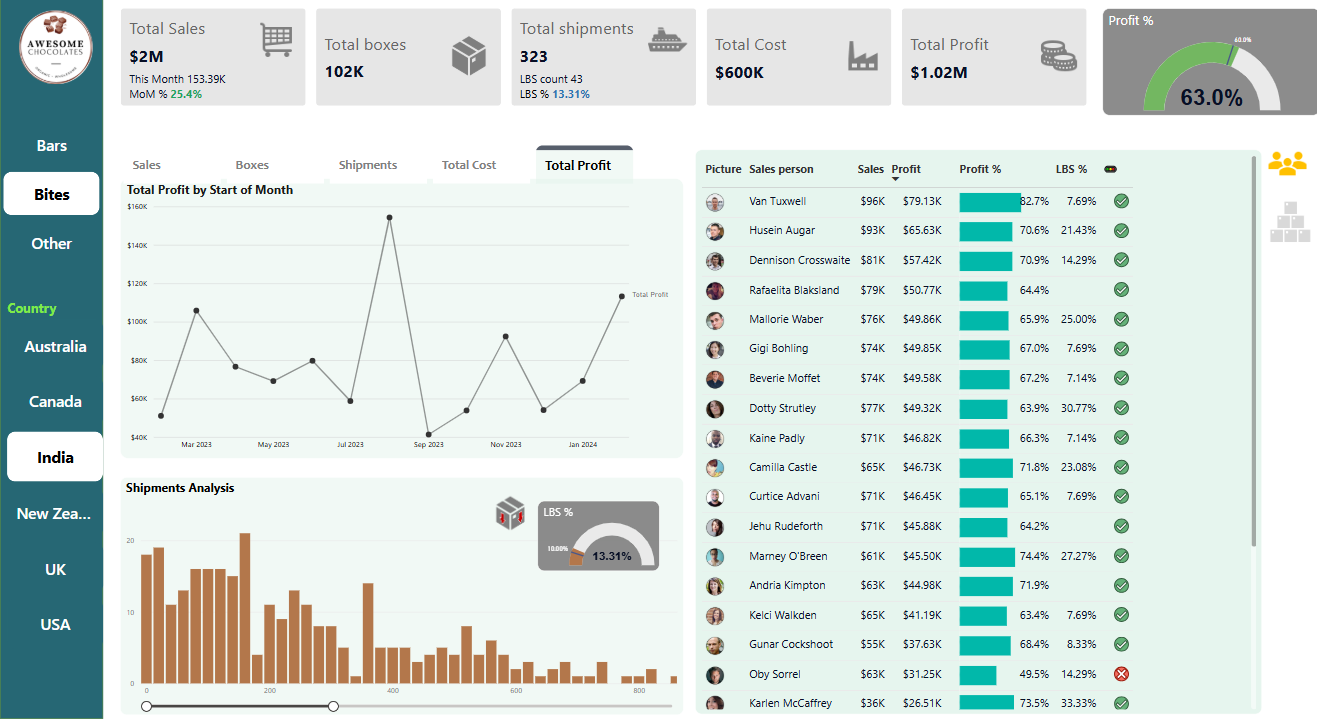 AWESOME
CHOCOLATES
Bars
Bites
Other
Country
Australia
Canada
India
New Zea...
UK
USA
Total Sales
$2M
This Month 153.39K
MoM % 25.4%
Total boxes
102K
Total shipments
323
LBS count 43
LBS % 13.31%
Total Cost
$600K
Total Profit
$1.02M
Profit %
60.0%
63.0%
Sales Boxes Shipments Total Cost Total Profit
Total Profit by Start of Month
$160K
$140K
$120K
$100K
$80K
$60K
$40K
Total Profit
Mar 2023 May 2023 Jul 2023 Sep 2023 Nov 2023 Jan 2024
Shipments Analysis
LBS %
10.00%
13.31%
20
10
0
0 200 400 600 800
Picture Sales person Sales Profit Profit % LBS %
Van Tuxwell $96K $79.13K 82.7% 7.69%
Husein Augar $93K $65.63K 70.6% 21.43%
Dennison Crosswaite $81K $57.42K 70.9% 14.29%
Rafaelita Blaksland $79K $50.77K 64.4%
Mallorie Waber $76K $49.86K 65.9% 25.00%
Gigi Bohling $74K $49.85K 67.0% 7.69%
Beverie Moffet $74K $49.58K 67.2% 7.14%
Dotty Strutley $77K $49.32K 63.9% 30.77%
Kaine Padly $71K $46.82K 66.3% 7.14%
Camilla Castle $65K $46.73K 71.8% 23.08%
Curtice Advani $71K $46.45K 65.1% 7.69%
Jehu Rudeforth $71K $45.88K 64.2%
Marney O'Breen $61K $45.50K 74.4% 27.27%
Andria Kimpton $63K $44.98K 71.9%
Kelci Walkden $65K $41.19K 63.4% 7.69%
Gunar Cockshoot $55K $37.63K 68.4% 8.33%
Oby Sorrel $63K $31.25K 49.5% 14.29%
Karlen McCaffrey $36K $26.51K 73.5% 33.33%